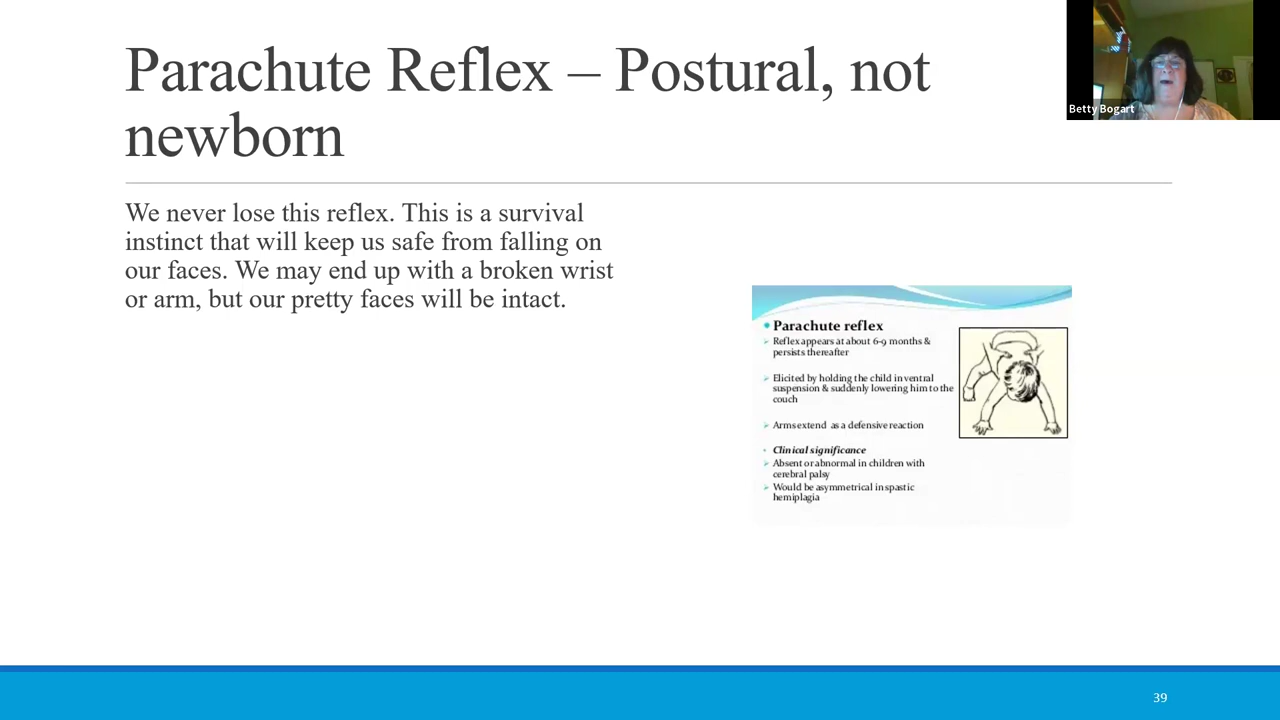 Parachute Reflex – Postural, not
newborn
Betty Bogart
We never lose this reflex. This is a survival
instinct that will keep us safe from falling on
our faces. We may end up with a broken wrist
or arm, but our pretty faces will be intact.
Parachute reflex
Reflex appears at about 6-9 months &
persists thereafter
Elicited by holding the child in ventral
suspension & suddenly lowering him to the
couch
Arms extend as a defensive reaction
Clinical significance
Absent or abnormal in children with
cerebral palsy
Would be asymmetrical in spastic
hemiplagia
39